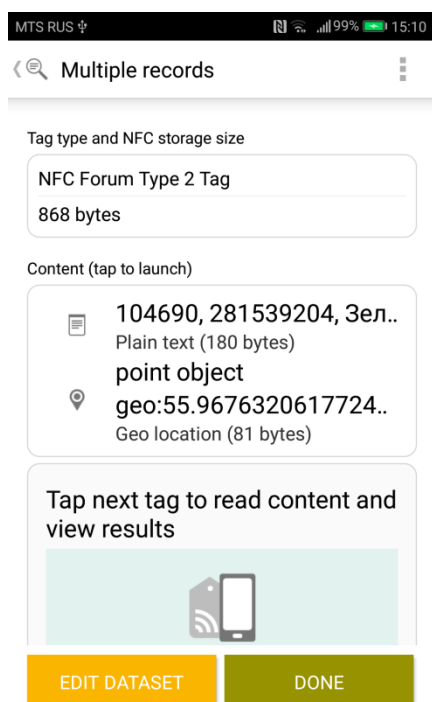 MTS RUS 99% 15:10
Multiple records
Tag type and NFC storage size
NFC Forum Type 2 Tag
868 bytes
Content (tap to launch)
104690, 281539204, Зел..
Plain text (180 bytes)
point object
geo:55.9676320617724..
Geo location (81 bytes)
Tap next tag to read content and
view results
EDIT DATASET DONE